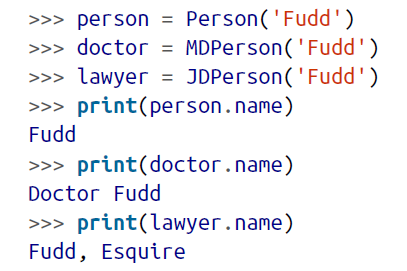 >>> person = Person('Fudd')
>>> doctor = MDPerson('Fudd')
>>> lawyer = JDPerson('Fudd')
>>> print(person.name)
Fudd
>>> print(doctor.name)
Doctor Fudd
>>> print(lawyer.name)
Fudd, Esquire